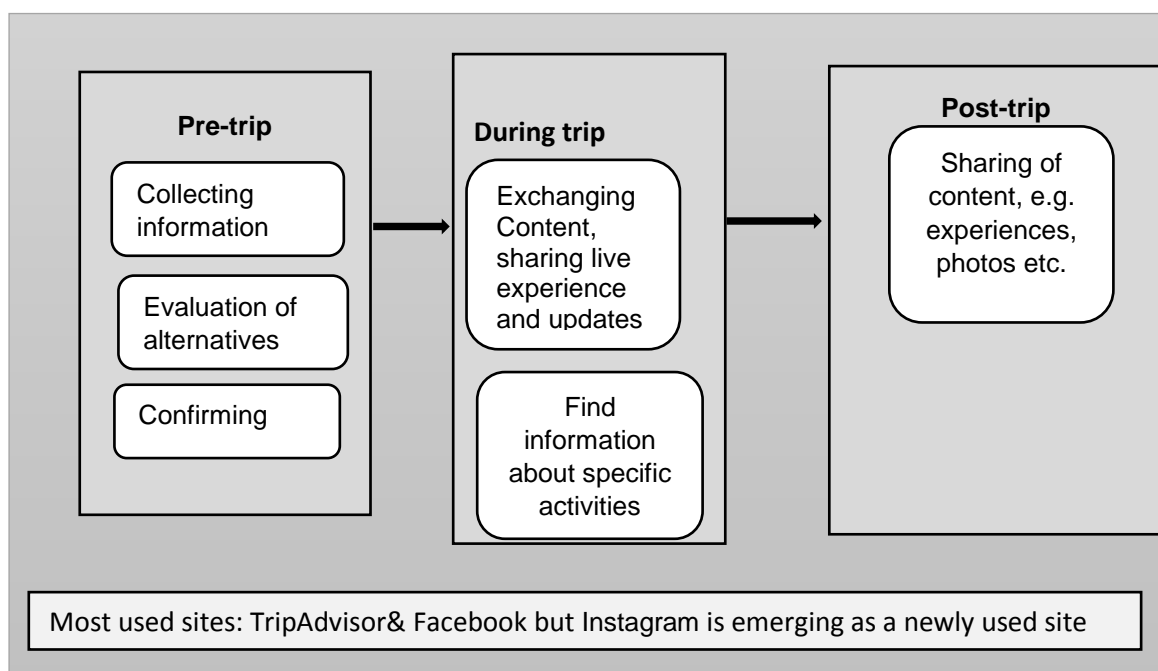 Pre-trip
Collecting
information
Evaluation of
alternatives
Confirming
During trip
Exchanging
Content,
sharing live
experience
and updates
Find
information
about specific
activities
Post-trip
Sharing of
content, e.g.
experiences,
photos etc.
Most used sites: TripAdvisor& Facebook but Instagram is emerging as a newly used site